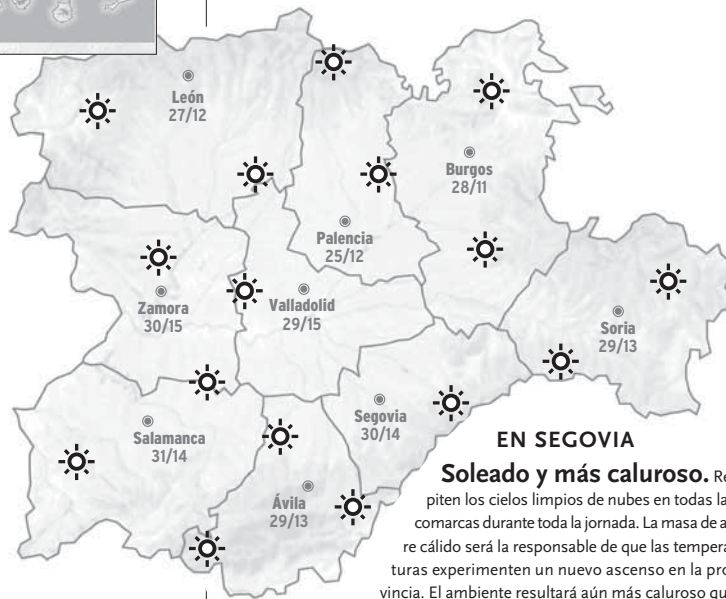 León
27/12
Burgos
28/11
Palencia
25/12
Zamora
30/15
Valladolid
29/15
Soria
29/13
Segovia
30/14
Salamanca
31/14
Ávila
29/13
EN SEGOVIA
Soleado y más caluroso. Re
piten los cielos limpios de nubes en todas la
comarcas durante toda la jornada. La masa de a
re cálido será la responsable de que las tempera
turas experimenten un nuevo ascenso en la pro
vincia. El ambiente resultará aún más caluroso qu